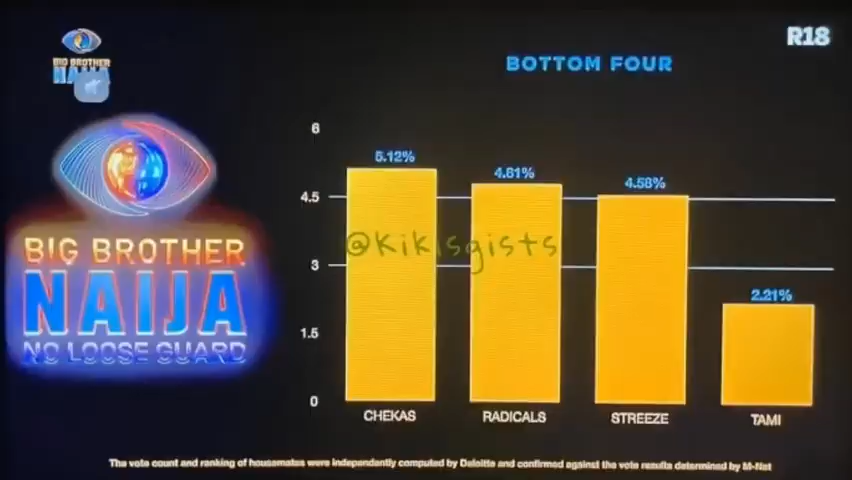 BIG BROTHER
NAIJA
R18
BOTTOM FOUR
6
4.5
3
1.5
0
5.12%
4.61%
4.58%
2.21%
CHEKAS
RADICALS
STREEZE
TAMI
@kikisgists
BIG BROTHER
NAIJA
NO LOOSE GUARD
The vote count and ranking of housemates were independently computed by Deloitte and confirmed against the vote results determined by M-Net